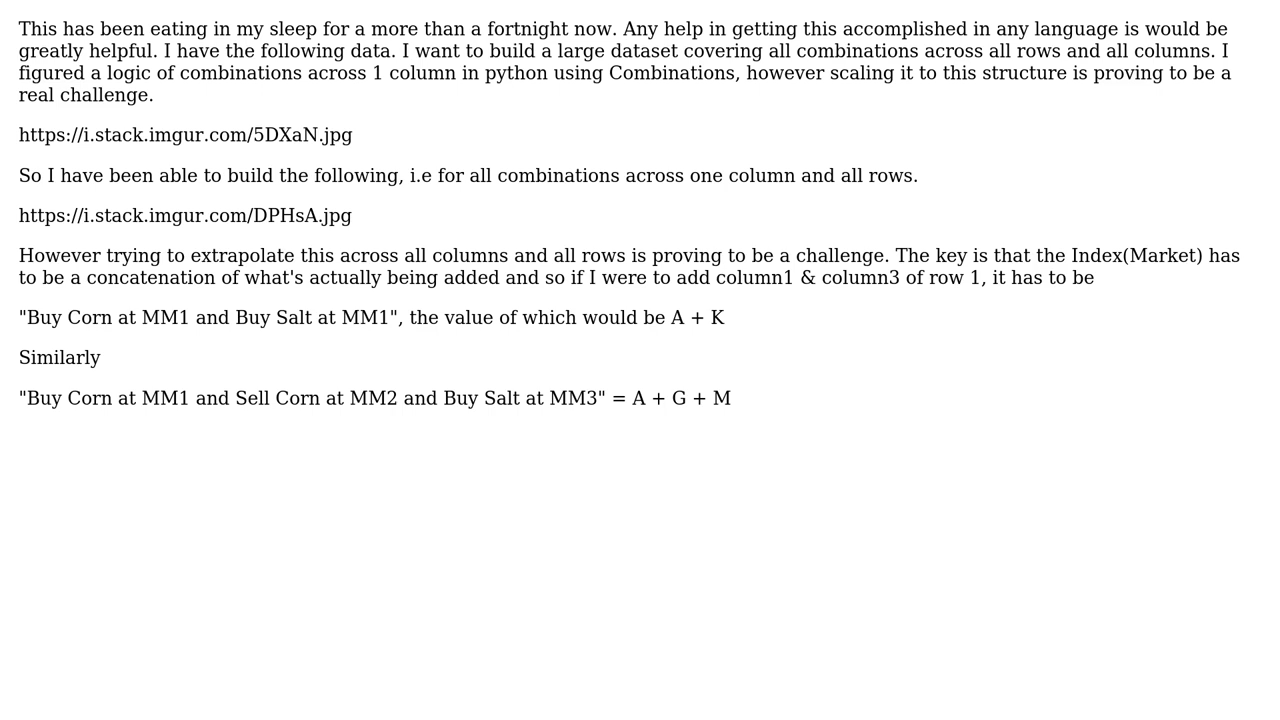 This has been eating in my sleep for a more than a fortnight now. Any help in getting this accomplished in any language is would be
greatly helpful. I have the following data. I want to build a large dataset covering all combinations across all rows and all columns. I
figured a logic of combinations across 1 column in python using Combinations, however scaling it to this structure is proving to be a
real challenge.
https://i.stack.imgur.com/5DXaN.jpg
So I have been able to build the following, i.e for all combinations across one column and all rows.
https://i.stack.imgur.com/DPHsA.jpg
However trying to extrapolate this across all columns and all rows is proving to be a challenge. The key is that the Index(Market) has
to be a concatenation of what's actually being added and so if I were to add column1 & column3 of row 1, it has to be
"Buy Corn at MM1 and Buy Salt at MM1", the value of which would be A + K
Similarly
"Buy Corn at MM1 and Sell Corn at MM2 and Buy Salt at MM3" = A + G + M